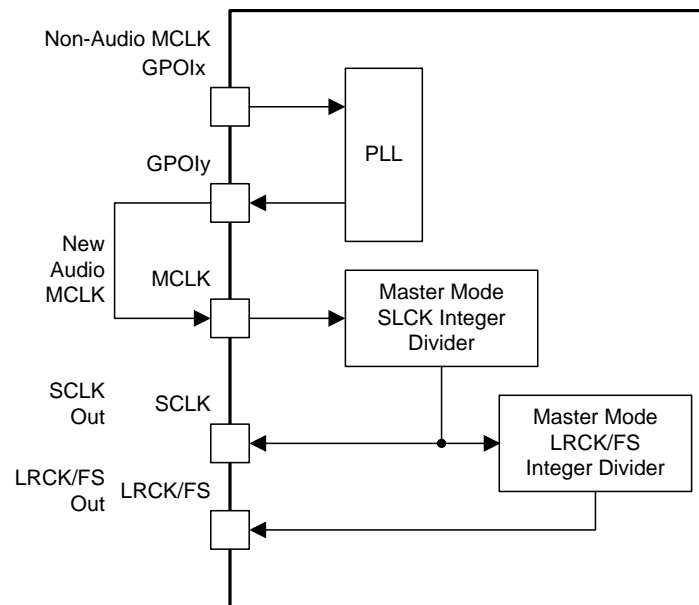 Non-Audio MCLK
GPOIx
PLL
GPOIy
New
Audio
MCLK
MCLK
Master Mode
SLCK Integer
Divider
SCLK
Out
SCLK
Master Mode
LRCK/FS
Integer Divider
LRCK/FS
Out
LRCK/FS